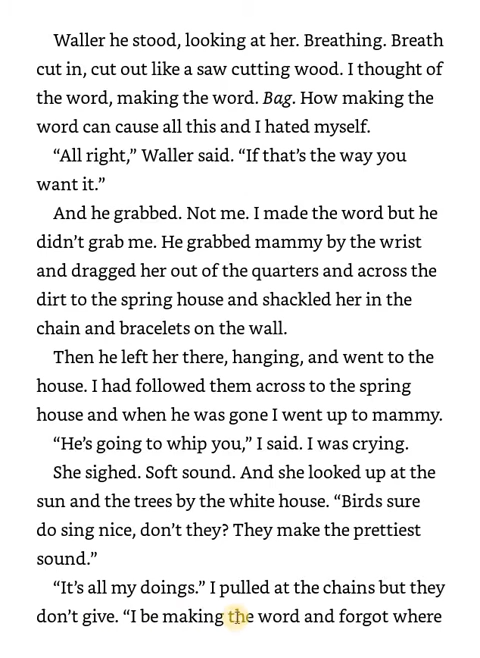 Waller he stood, looking at her. Breathing. Breath
cut in, cut out like a saw cutting wood. I thought of
the word, making the word. Bag. How making the
word can cause all this and I hated myself.
“All right,” Waller said. “If that’s the way you
want it.”
And he grabbed. Not me. I made the word but he
didn’t grab me. He grabbed mammy by the wrist
and dragged her out of the quarters and across the
dirt to the spring house and shackled her in the
chain and bracelets on the wall.
Then he left her there, hanging, and went to the
house. I had followed them across to the spring
house and when he was gone I went up to mammy.
“He’s going to whip you,” I said. I was crying.
She sighed. Soft sound. And she looked up at the
sun and the trees by the white house. “Birds sure
do sing nice, don’t they? They make the prettiest
sound.”
“It’s all my doings.” I pulled at the chains but they
don’t give. “I be making the word and forgot where